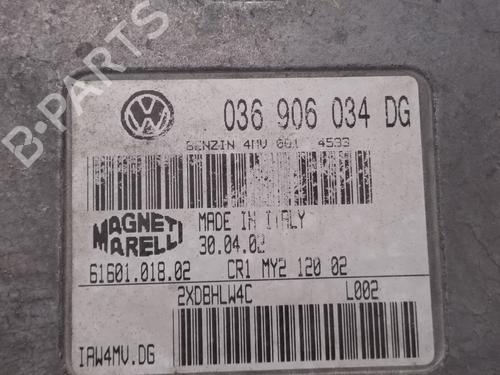 B-PARTS
036 906 034 DG
BENZIN 4MV 001 4533
MAGNETI MARELLI
MADE IN ITALY
30.04.02
61601.018.02 CR1 MY2 120 02
2XDBHLW4C L002
IAW4MV.DG